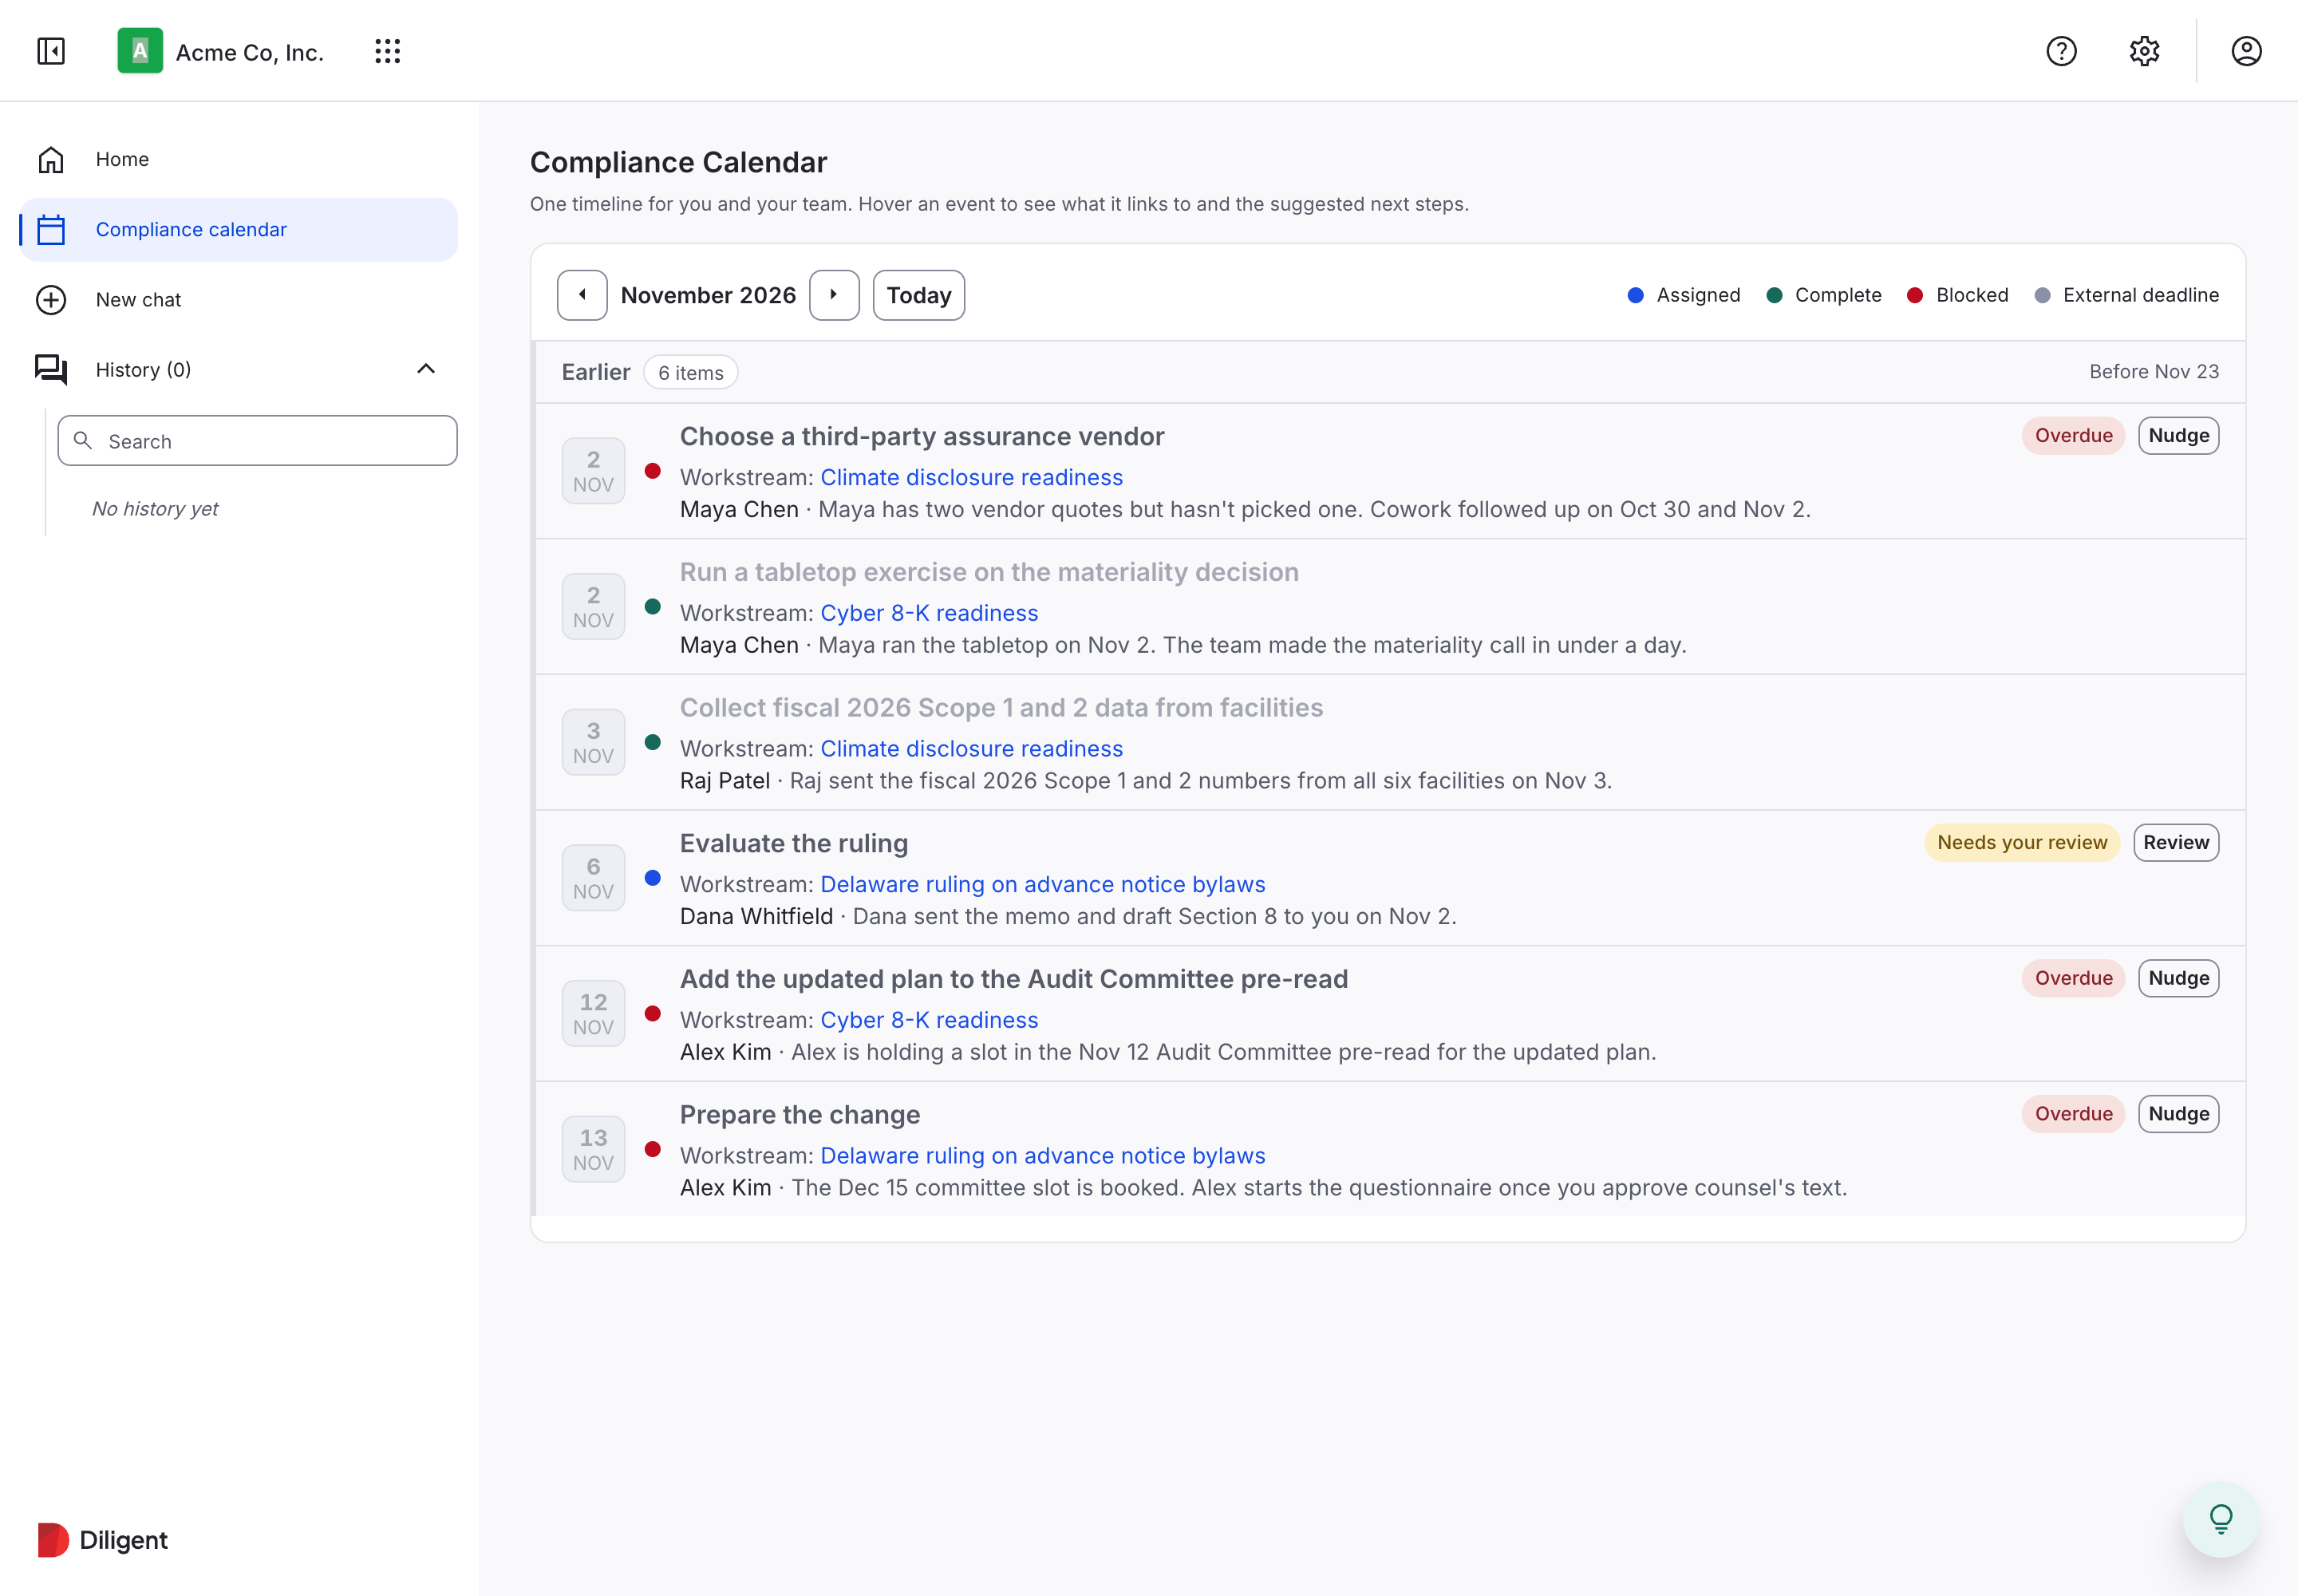 A Acme Co, Inc.
Home
Compliance calendar
New chat
History (0)
Search
No history yet
Diligent
Compliance Calendar
One timeline for you and your team. Hover an event to see what it links to and the suggested next steps.
November 2026 Today
Assigned Complete Blocked External deadline
Earlier 6 items Before Nov 23
2 NOV
Choose a third-party assurance vendor Overdue Nudge
Workstream: Climate disclosure readiness
Maya Chen · Maya has two vendor quotes but hasn't picked one. Cowork followed up on Oct 30 and Nov 2.
2 NOV
Run a tabletop exercise on the materiality decision
Workstream: Cyber 8-K readiness
Maya Chen · Maya ran the tabletop on Nov 2. The team made the materiality call in under a day.
3 NOV
Collect fiscal 2026 Scope 1 and 2 data from facilities
Workstream: Climate disclosure readiness
Raj Patel · Raj sent the fiscal 2026 Scope 1 and 2 numbers from all six facilities on Nov 3.
6 NOV
Evaluate the ruling Needs your review Review
Workstream: Delaware ruling on advance notice bylaws
Dana Whitfield · Dana sent the memo and draft Section 8 to you on Nov 2.
12 NOV
Add the updated plan to the Audit Committee pre-read Overdue Nudge
Workstream: Cyber 8-K readiness
Alex Kim · Alex is holding a slot in the Nov 12 Audit Committee pre-read for the updated plan.
13 NOV
Prepare the change Overdue Nudge
Workstream: Delaware ruling on advance notice bylaws
Alex Kim · The Dec 15 committee slot is booked. Alex starts the questionnaire once you approve counsel's text.